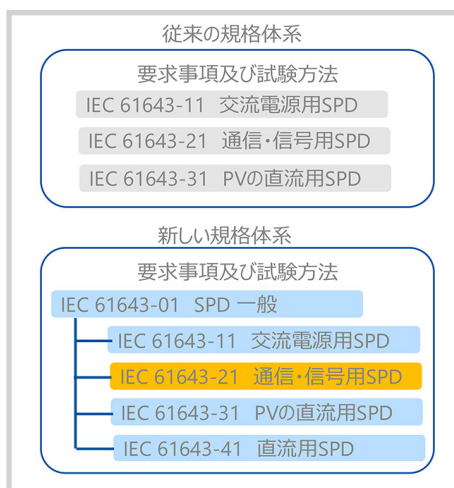 従来の規格体系
要求事項及び試験方法
IEC 61643-11 交流電源用SPD
IEC 61643-21 通信・信号用SPD
IEC 61643-31 PVの直流用SPD
新しい規格体系
要求事項及び試験方法
IEC 61643-01 SPD 一般
IEC 61643-11 交流電源用SPD
IEC 61643-21 通信・信号用SPD
IEC 61643-31 PVの直流用SPD
IEC 61643-41 直流用SPD